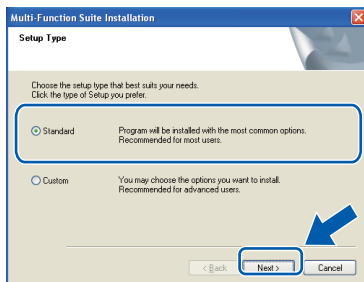 Multi-Function Suite Installation
Setup Type
Choose the setup type that best suits your needs.
Click the type of Setup you prefer.
Standard Program will be installed with the most common options.
Recommended for most users.
Custom You may choose the options you want to install.
Recommended for advanced users.
< Back Next > Cancel